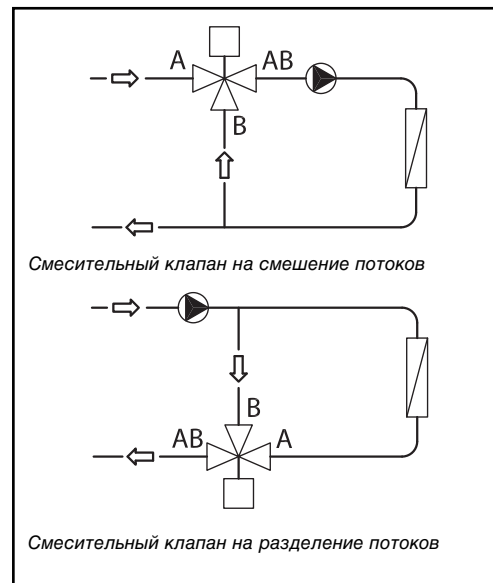 A AB
B
Смесительный клапан на смешение потоков
B
AB A
Смесительный клапан на разделение потоков